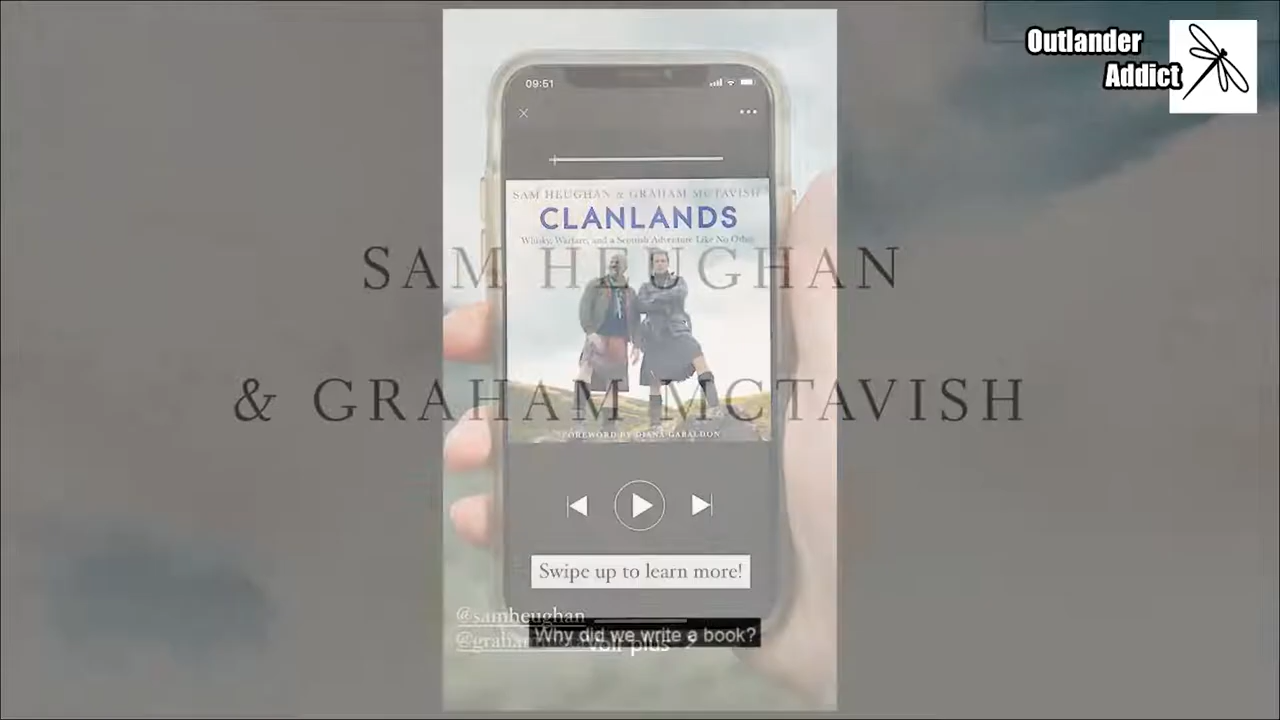 Outlander
Addict
09:51
SAM HEUGHAN & GRAHAM MCTAVISH
CLANLANDS
Whisky, Warfare, and a Scottish Adventure Like No Other
SAM HEUGHAN
& GRAHAM MCTAVISH
FOREWORD BY DIANA GABALDON
Swipe up to learn more!
@samheughan
@graham
Why did we write a book?
Voir plus